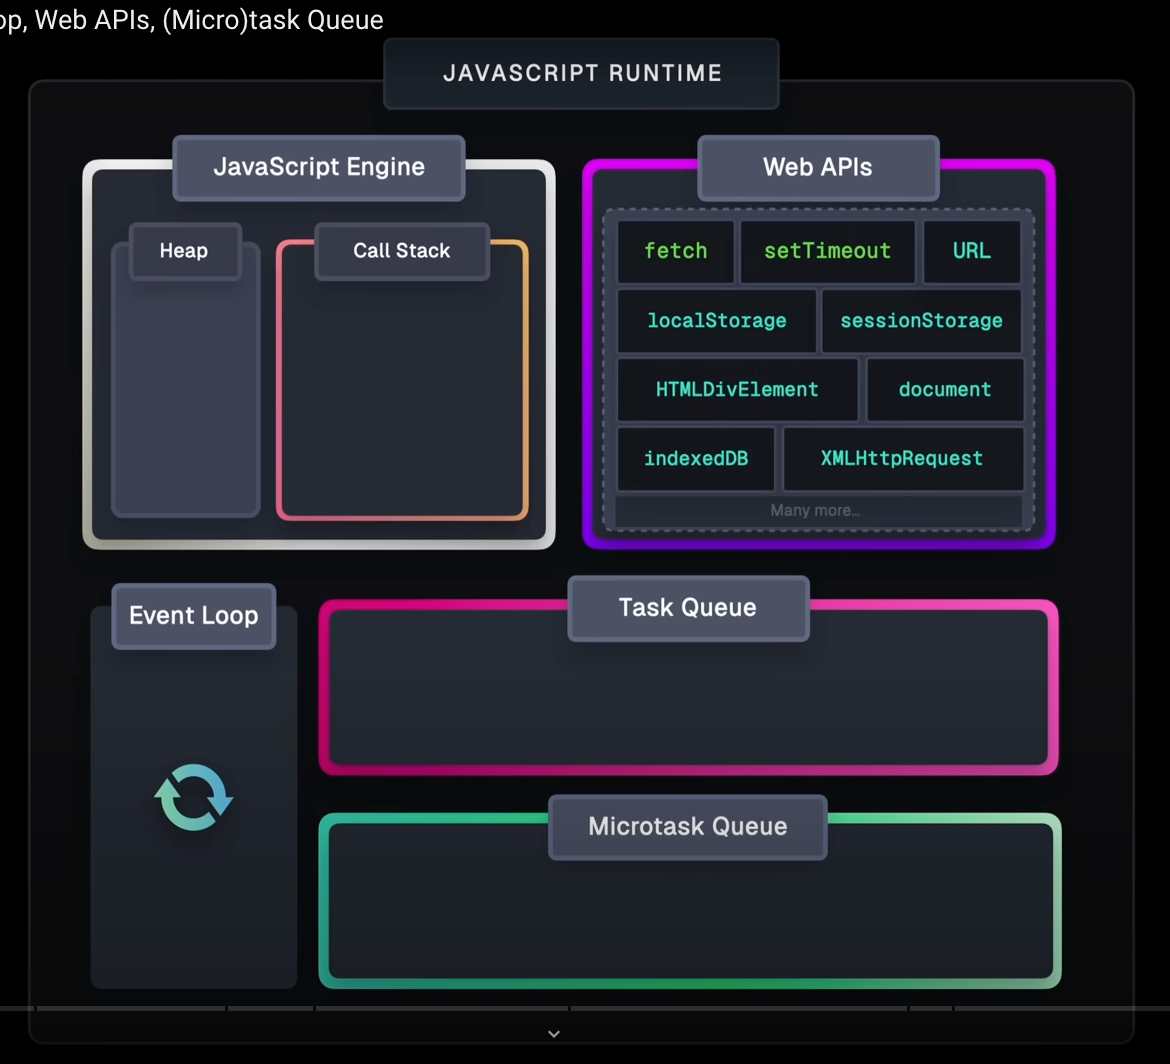 op, Web APIs, (Micro)task Queue
JAVASCRIPT RUNTIME
JavaScript Engine
Web APIs
Heap
Call Stack
fetch
setTimeout
URL
localStorage
sessionStorage
HTMLDivElement
document
indexedDB
XMLHttpRequest
Many more…
Event Loop
Task Queue
Microtask Queue